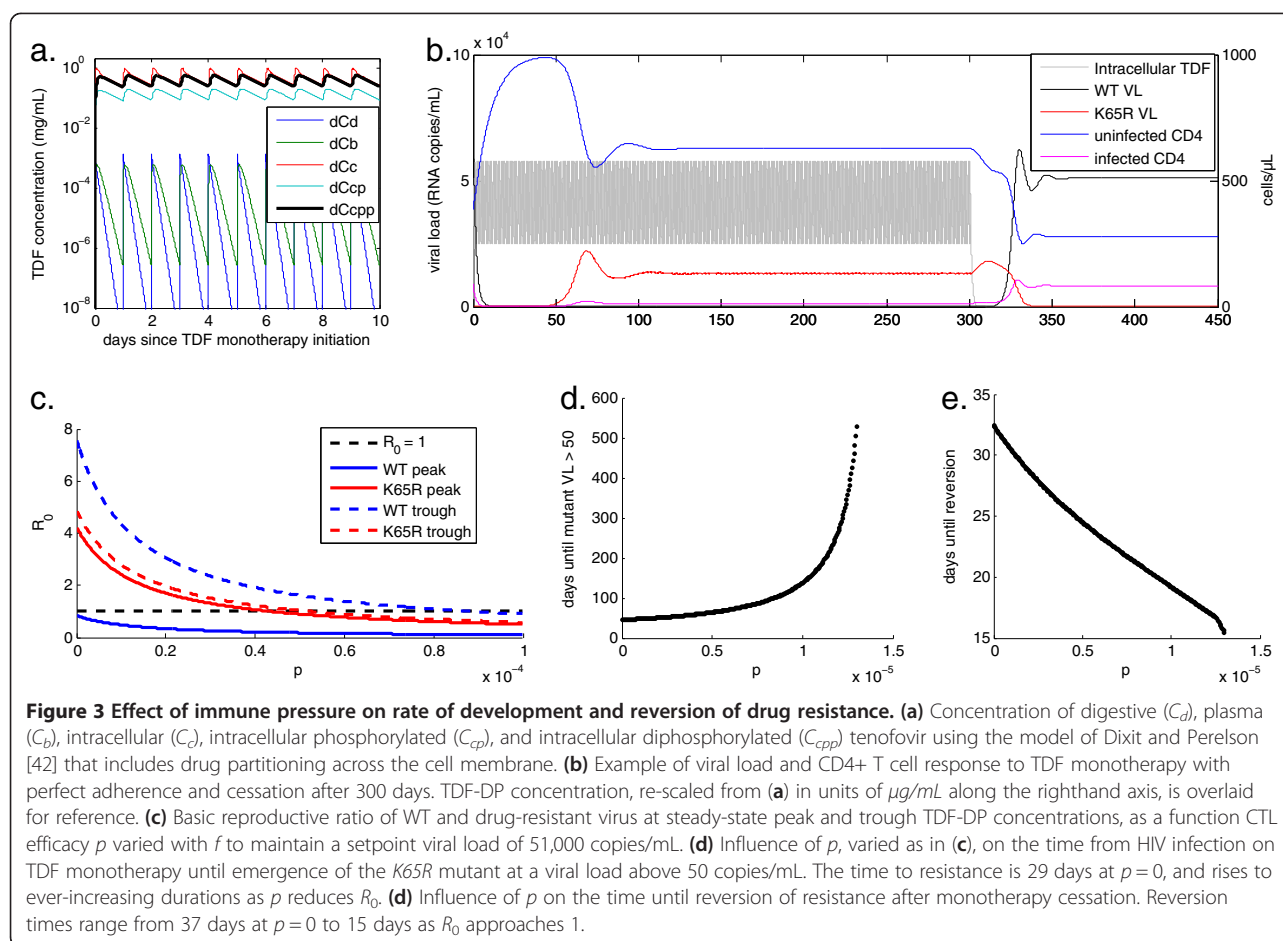 a.
TDF concentration (mg/mL)
10^0
10^-2
10^-4
10^-6
10^-8
0 2 4 6 8 10
days since TDF monotherapy initiation
dCd
dCb
dCc
dCcp
dCcpp
b.
x 10^4
viral load (RNA copies/mL)
10
5
0
0 50 100 150 200 250 300 350 400 450
1000
500
0
cells/µL
Intracellular TDF
WT VL
K65R VL
uninfected CD4
infected CD4
c.
R_0
8
6
4
2
0
0 0.2 0.4 0.6 0.8 1
p
x 10^-4
R_0 = 1
WT peak
K65R peak
WT trough
K65R trough
d.
days until mutant VL > 50
600
500
400
300
200
100
0
0 0.5 1 1.5
p
x 10^-5
e.
days until reversion
35
30
25
20
15
0 0.5 1 1.5
p
x 10^-5
Figure 3 Effect of immune pressure on rate of development and reversion of drug resistance. (a) Concentration of digestive (C_d), plasma
(C_b), intracellular (C_c), intracellular phosphorylated (C_cp), and intracellular diphosphorylated (C_cpp) tenofovir using the model of Dixit and Perelson
[42] that includes drug partitioning across the cell membrane. (b) Example of viral load and CD4+ T cell response to TDF monotherapy with
perfect adherence and cessation after 300 days. TDF-DP concentration, re-scaled from (a) in units of µg/mL along the righthand axis, is overlaid
for reference. (c) Basic reproductive ratio of WT and drug-resistant virus at steady-state peak and trough TDF-DP concentrations, as a function CTL
efficacy p varied with f to maintain a setpoint viral load of 51,000 copies/mL. (d) Influence of p, varied as in (c), on the time from HIV infection on
TDF monotherapy until emergence of the K65R mutant at a viral load above 50 copies/mL. The time to resistance is 29 days at p = 0, and rises to
ever-increasing durations as p reduces R_0. (d) Influence of p on the time until reversion of resistance after monotherapy cessation. Reversion
times range from 37 days at p = 0 to 15 days as R_0 approaches 1.